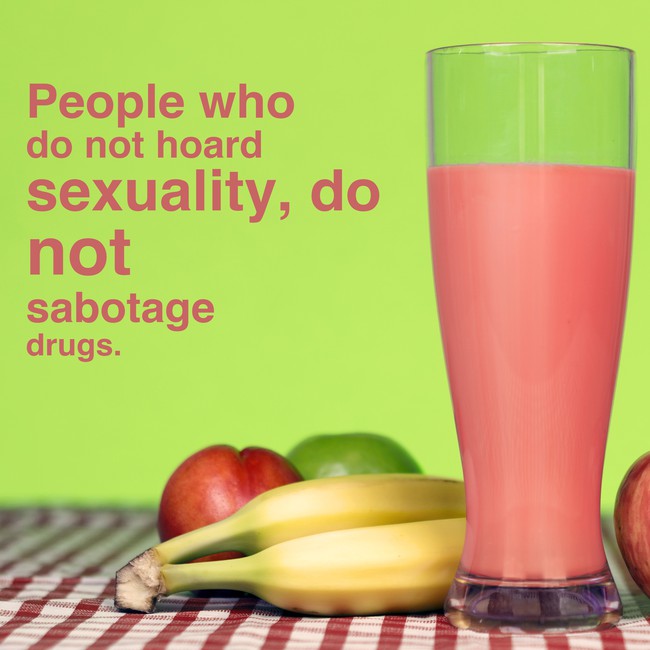 People who
do not hoard
sexuality, do
not
sabotage
drugs.